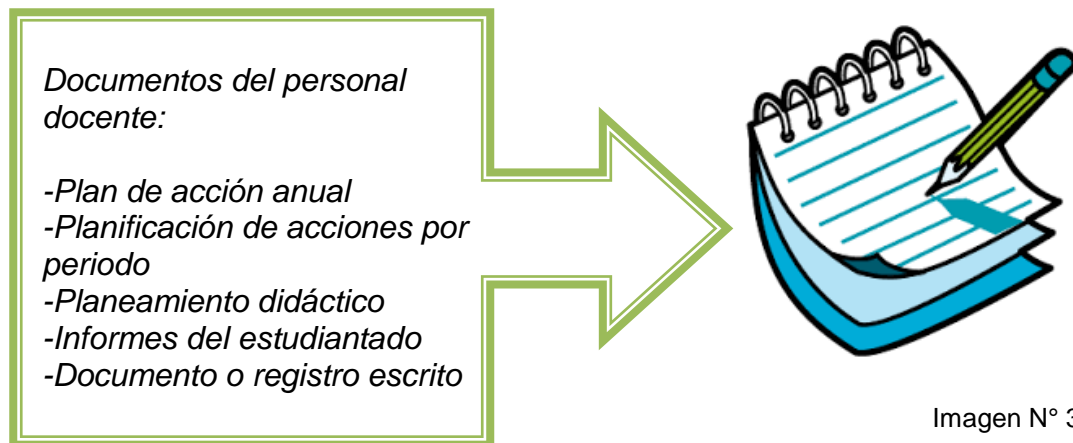 Documentos del personal
docente:
-Plan de acción anual
-Planificación de acciones por
periodo
-Planeamiento didáctico
-Informes del estudiantado
-Documento o registro escrito
Imagen N° 3